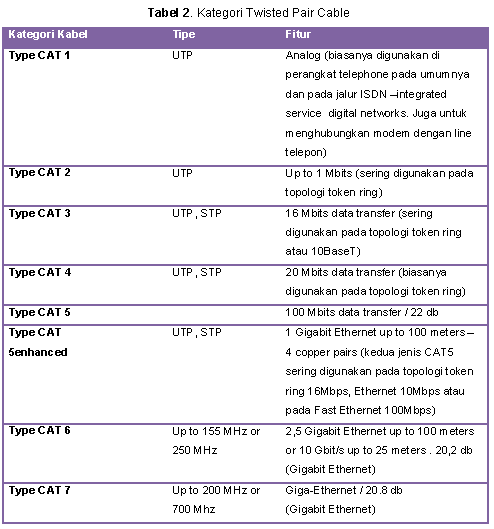 Tabel 2. Kategori Twisted Pair Cable
Kategori Kabel Tipe Fitur
Type CAT 1 UTP Analog (biasanya digunakan di
perangkat telephone pada umumnya
dan pada jalur ISDN –integrated
service digital networks. Juga untuk
menghubungkan modem dengan line
telepon)
Type CAT 2 UTP Up to 1 Mbits (sering digunakan pada
topologi token ring)
Type CAT 3 UTP , STP 16 Mbits data transfer (sering
digunakan pada topologi token ring
atau 10BaseT)
Type CAT 4 UTP , STP 20 Mbits data transfer (biasanya
digunakan pada topologi token ring)
Type CAT 5 100 Mbits data transfer / 22 db
Type CAT UTP , STP 1 Gigabit Ethernet up to 100 meters –
5enhanced 4 copper pairs (kedua jenis CAT5
sering digunakan pada topologi token
ring 16Mbps, Ethernet 10Mbps atau
pada Fast Ethernet 100Mbps)
Type CAT 6 Up to 155 MHz or 2,5 Gigabit Ethernet up to 100 meters
250 MHz or 10 Gbit/s up to 25 meters . 20,2 db
(Gigabit Ethernet)
Type CAT 7 Up to 200 MHz or Giga-Ethernet / 20.8 db
700 Mhz (Gigabit Ethernet)